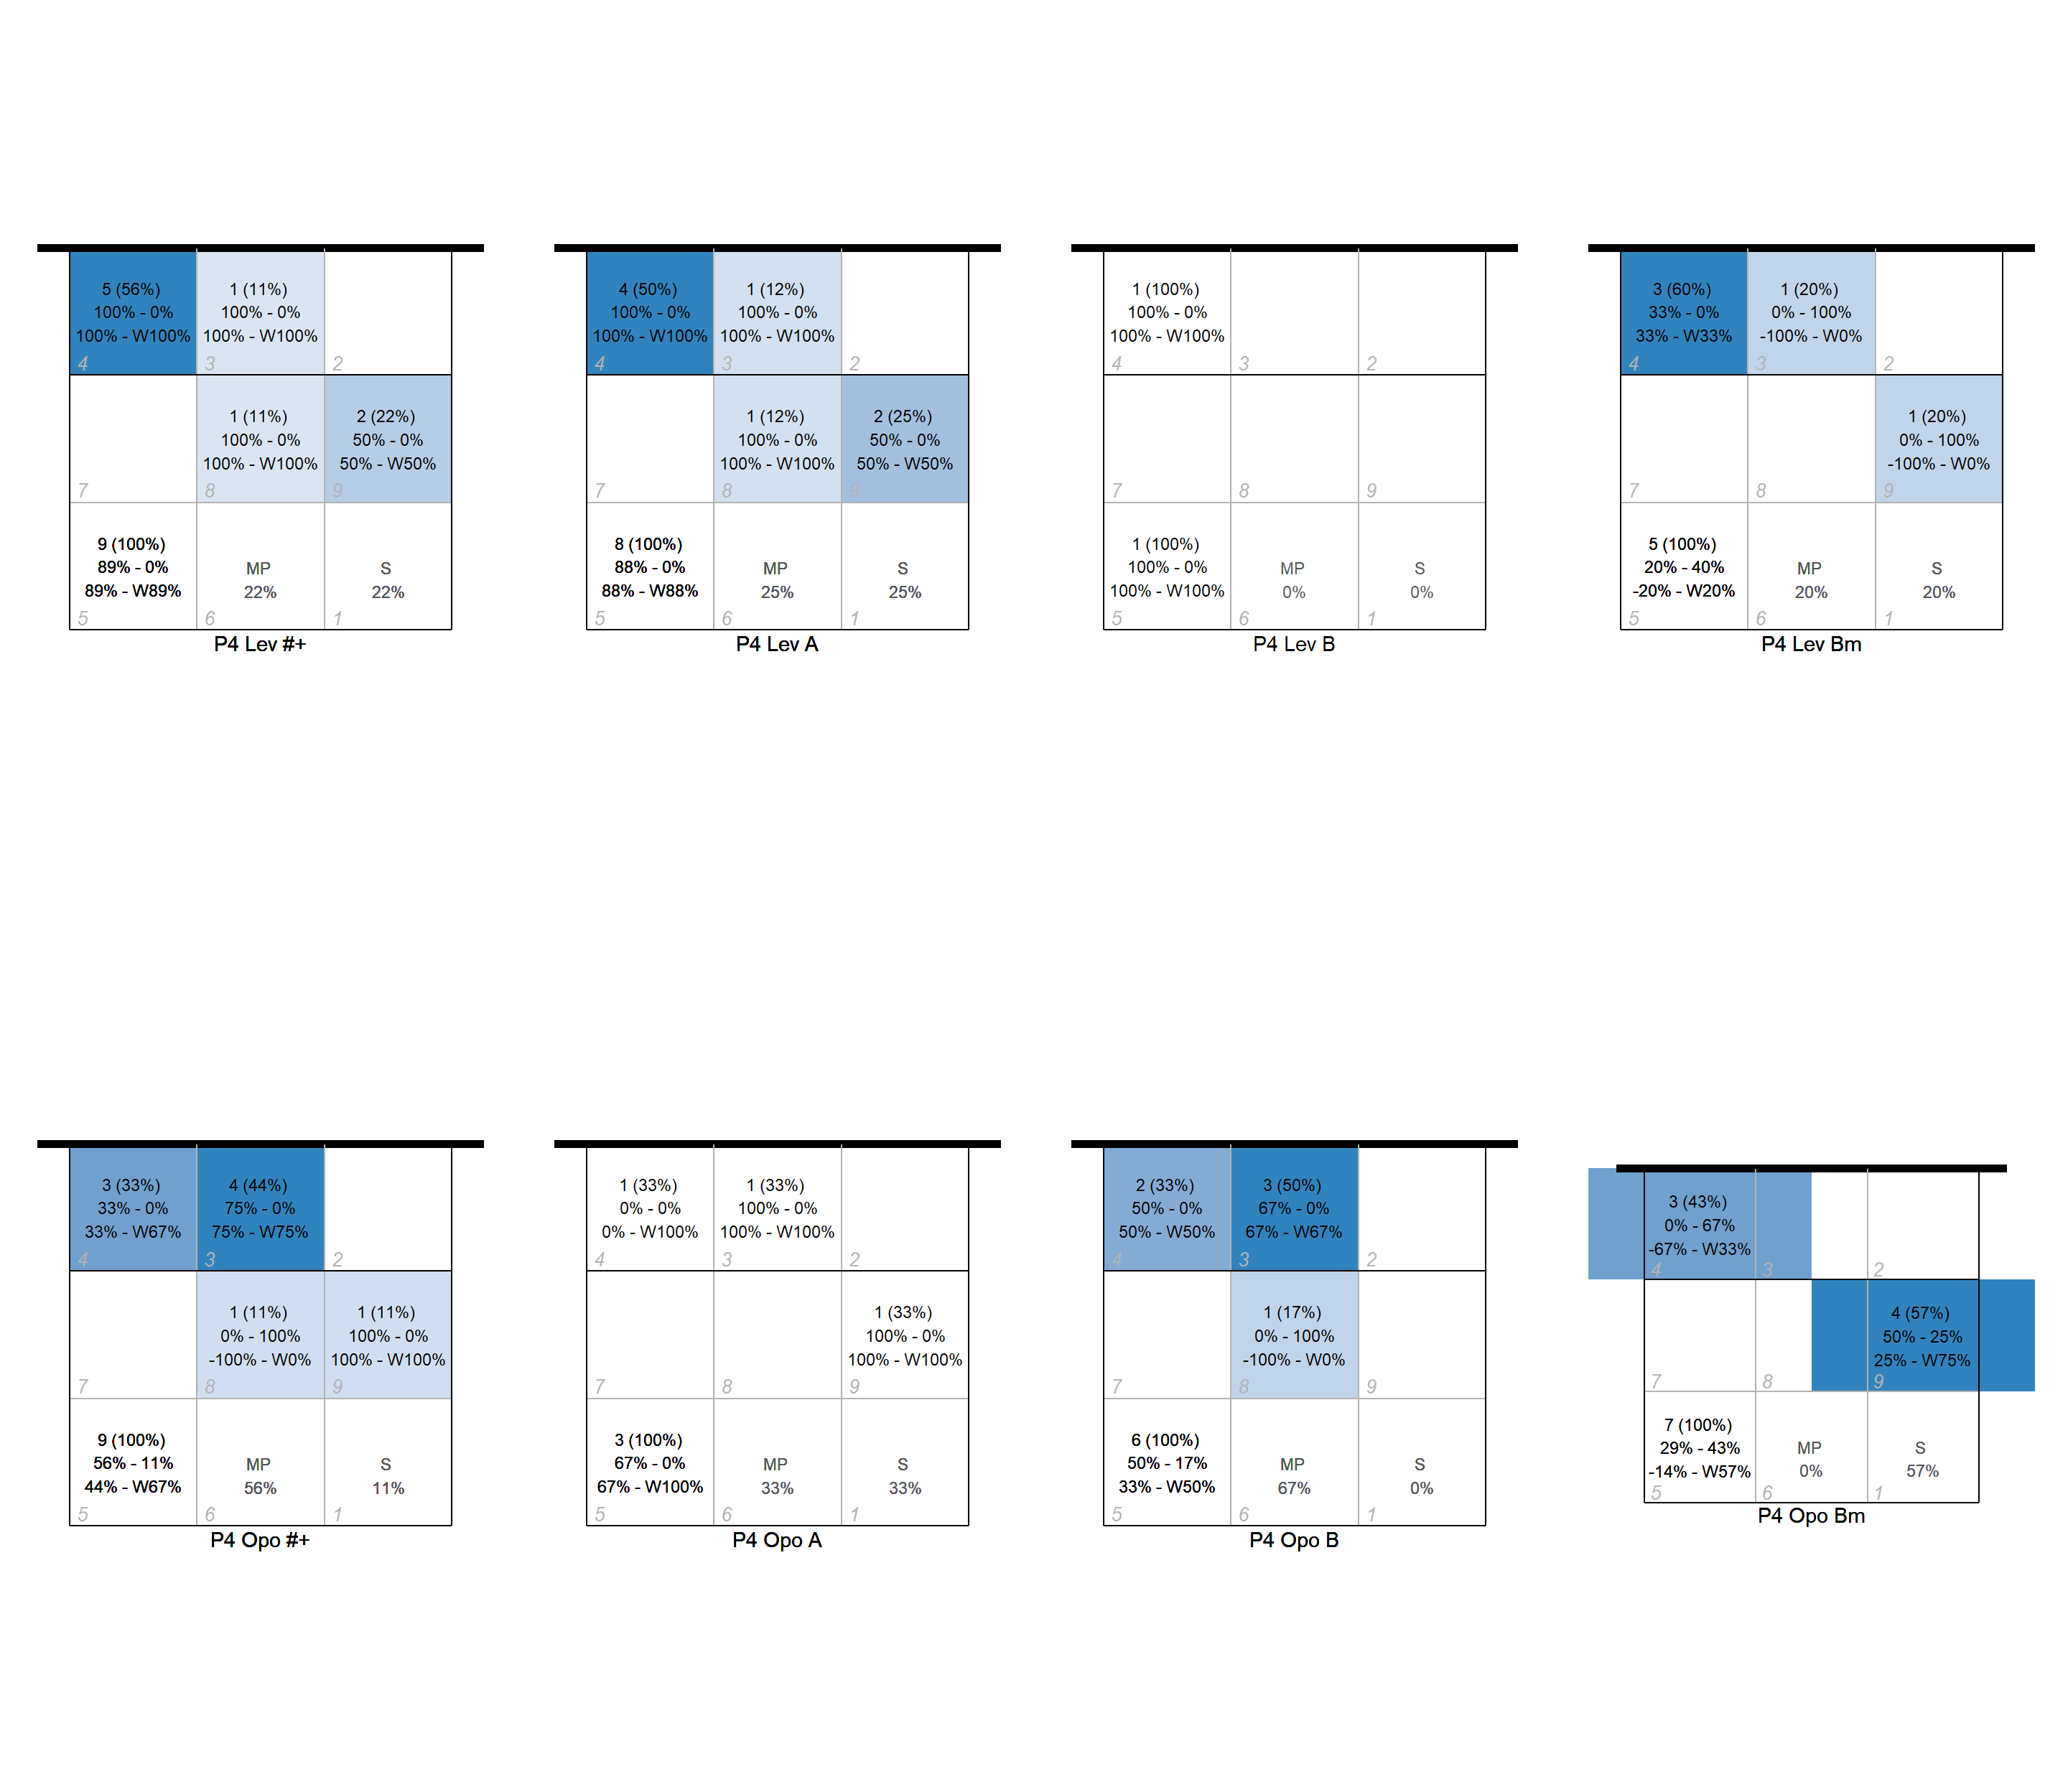 5 (56%)
100% - 0%
100% - W100%
4
1 (11%)
100% - 0%
100% - W100%
3
2
7
1 (11%)
100% - 0%
100% - W100%
8
2 (22%)
50% - 0%
50% - W50%
9
9 (100%)
89% - 0%
89% - W89%
5
MP
22%
6
S
22%
1
P4 Lev #+
4 (50%)
100% - 0%
100% - W100%
4
1 (12%)
100% - 0%
100% - W100%
3
2
7
1 (12%)
100% - 0%
100% - W100%
8
2 (25%)
50% - 0%
50% - W50%
9
8 (100%)
88% - 0%
88% - W88%
5
MP
25%
6
S
25%
1
P4 Lev A
1 (100%)
100% - 0%
100% - W100%
4
3
2
7
8
9
1 (100%)
100% - 0%
100% - W100%
5
MP
0%
6
S
0%
1
P4 Lev B
3 (60%)
33% - 0%
33% - W33%
4
1 (20%)
0% - 100%
-100% - W0%
3
2
7
8
1 (20%)
0% - 100%
-100% - W0%
9
5 (100%)
20% - 40%
-20% - W20%
5
MP
20%
6
S
20%
1
P4 Lev Bm
3 (33%)
33% - 0%
33% - W67%
4
4 (44%)
75% - 0%
75% - W75%
3
2
7
1 (11%)
0% - 100%
-100% - W0%
8
1 (11%)
100% - 0%
100% - W100%
9
9 (100%)
56% - 11%
44% - W67%
5
MP
56%
6
S
11%
1
P4 Opo #+
1 (33%)
0% - 0%
0% - W100%
4
1 (33%)
100% - 0%
100% - W100%
3
2
7
8
1 (33%)
100% - 0%
100% - W100%
9
3 (100%)
67% - 0%
67% - W100%
5
MP
33%
6
S
33%
1
P4 Opo A
2 (33%)
50% - 0%
50% - W50%
4
3 (50%)
67% - 0%
67% - W67%
3
2
7
1 (17%)
0% - 100%
-100% - W0%
8
9
6 (100%)
50% - 17%
33% - W50%
5
MP
67%
6
S
0%
1
P4 Opo B
3 (43%)
0% - 67%
-67% - W33%
4
3
2
7
8
4 (57%)
50% - 25%
25% - W75%
9
7 (100%)
29% - 43%
-14% - W57%
5
MP
0%
6
S
57%
1
P4 Opo Bm